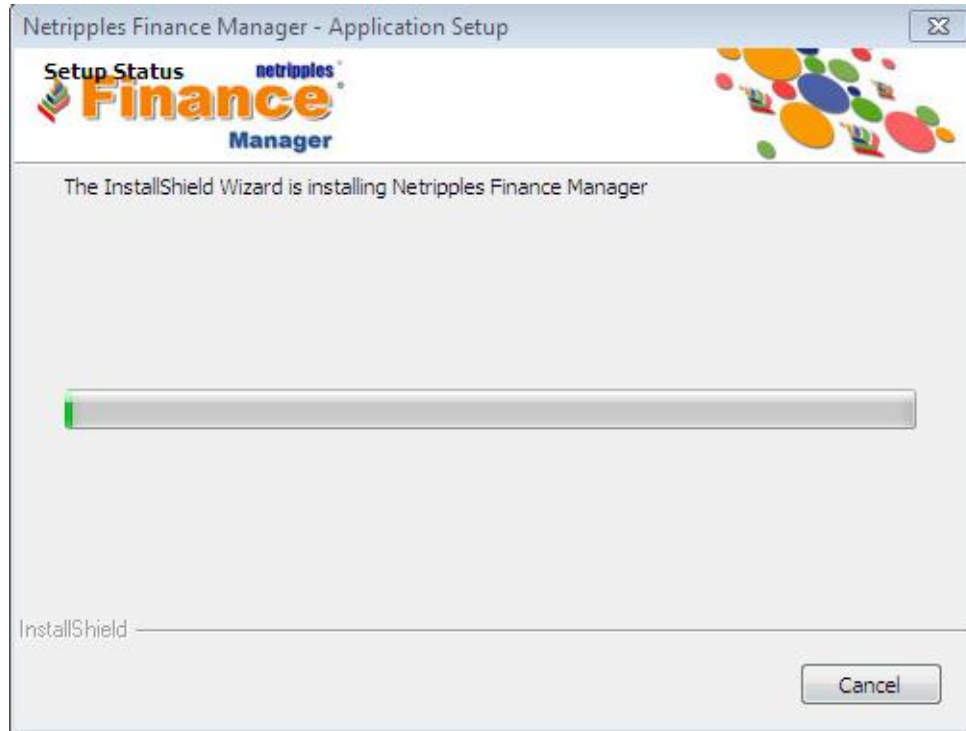 Netripples Finance Manager - Application Setup
Setup Status
netripples
Finance
Manager
The InstallShield Wizard is installing Netripples Finance Manager
InstallShield
Cancel